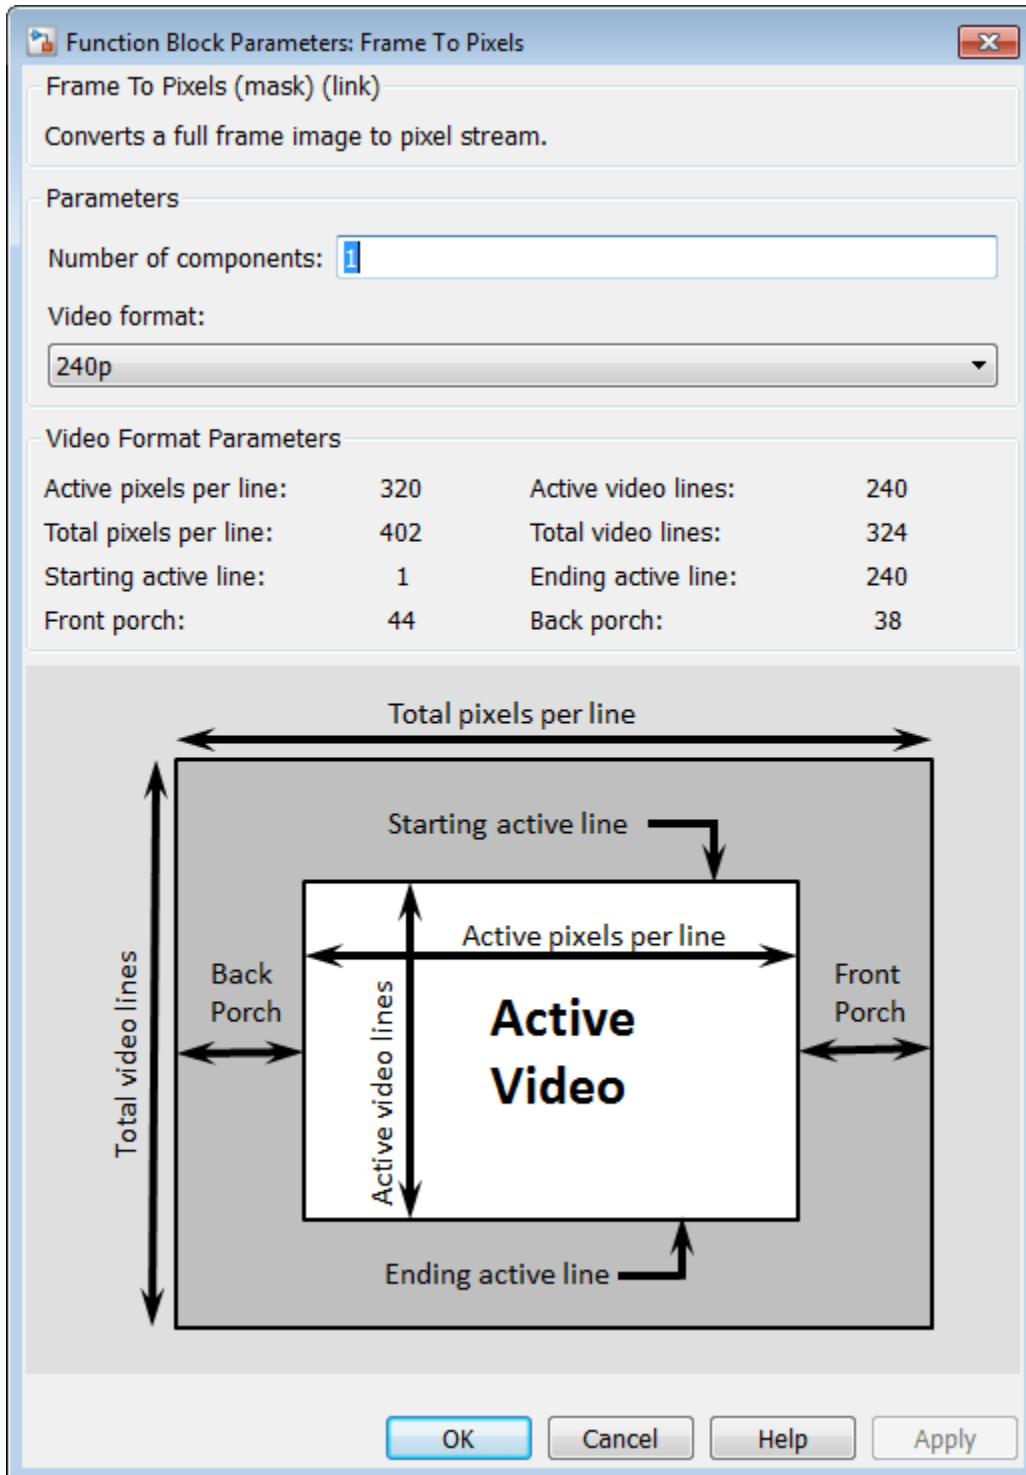 Function Block Parameters: Frame To Pixels
Frame To Pixels (mask) (link)
Converts a full frame image to pixel stream.
Parameters
Number of components: 1
Video format:
240p
Video Format Parameters
Active pixels per line: 320 Active video lines: 240
Total pixels per line: 402 Total video lines: 324
Starting active line: 1 Ending active line: 240
Front porch: 44 Back porch: 38
Total pixels per line
Total video lines
Starting active line
Back
Porch
Active video lines
Active pixels per line
Active
Video
Front
Porch
Ending active line
OK Cancel Help Apply